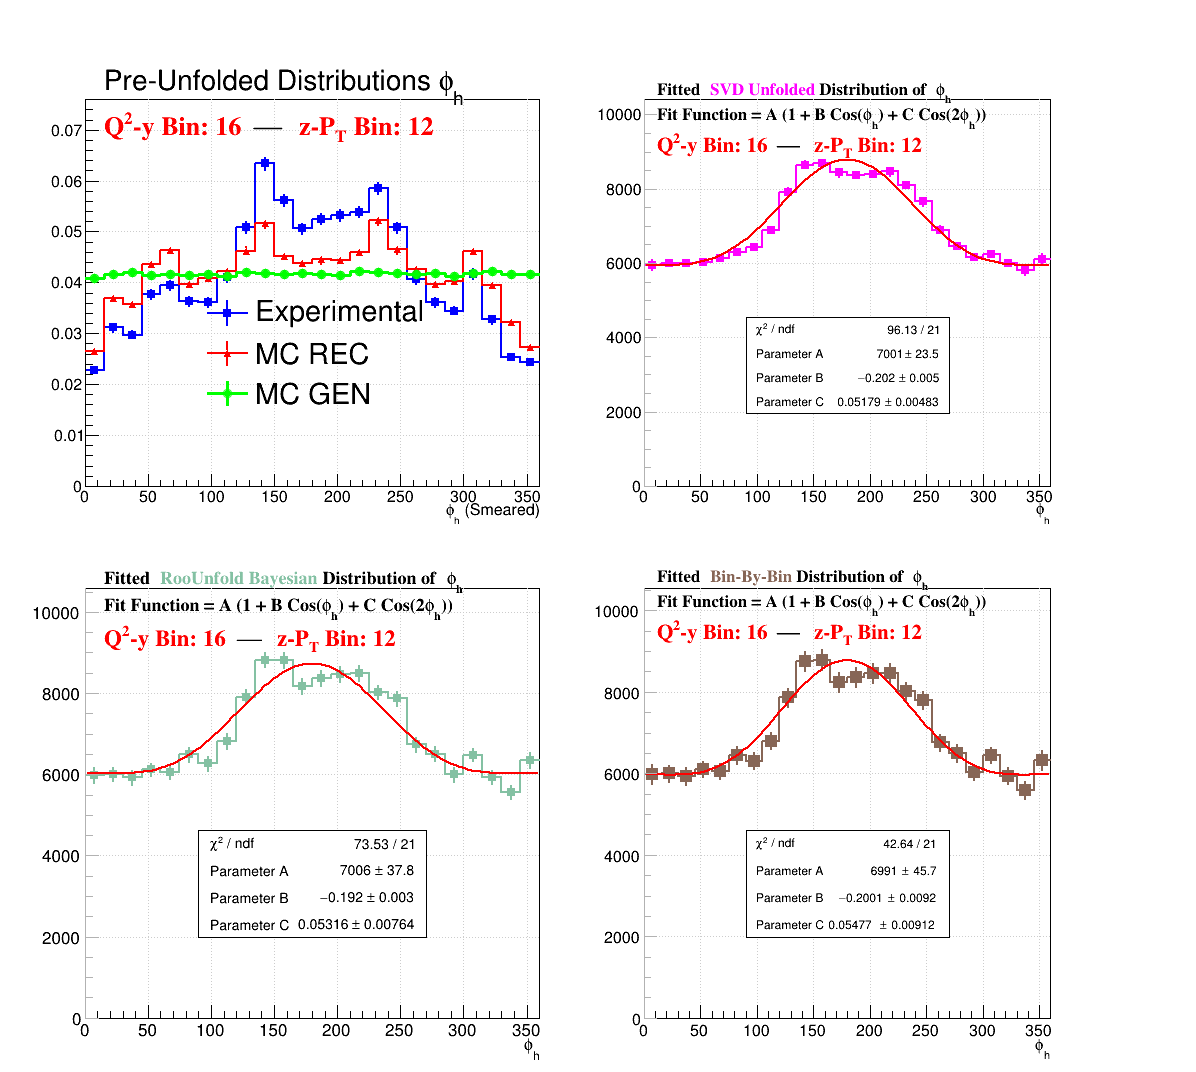 Pre-Unfolded Distributions ϕh
Q²-y Bin: 16 — z-PT Bin: 12
0.07
0.06
0.05
0.04
0.03
0.02
0.01
0
Experimental
MC REC
MC GEN
0 50 100 150 200 250 300 350
ϕh (Smeared)
Fitted SVD Unfolded Distribution of ϕh
Fit Function = A (1 + B Cos(ϕh) + C Cos(2ϕh))
Q²-y Bin: 16 — z-PT Bin: 12
10000
8000
6000
4000
2000
0
χ² / ndf 96.13 / 21
Parameter A 7001 ± 23.5
Parameter B −0.202 ± 0.005
Parameter C 0.05179 ± 0.00483
0 50 100 150 200 250 300 350
ϕh
Fitted RooUnfold Bayesian Distribution of ϕh
Fit Function = A (1 + B Cos(ϕh) + C Cos(2ϕh))
Q²-y Bin: 16 — z-PT Bin: 12
10000
8000
6000
4000
2000
0
χ² / ndf 73.53 / 21
Parameter A 7006 ± 37.8
Parameter B −0.192 ± 0.003
Parameter C 0.05316 ± 0.00764
0 50 100 150 200 250 300 350
ϕh
Fitted Bin-By-Bin Distribution of ϕh
Fit Function = A (1 + B Cos(ϕh) + C Cos(2ϕh))
Q²-y Bin: 16 — z-PT Bin: 12
10000
8000
6000
4000
2000
0
χ² / ndf 42.64 / 21
Parameter A 6991 ± 45.7
Parameter B −0.2001 ± 0.0092
Parameter C 0.05477 ± 0.00912
0 50 100 150 200 250 300 350
ϕh